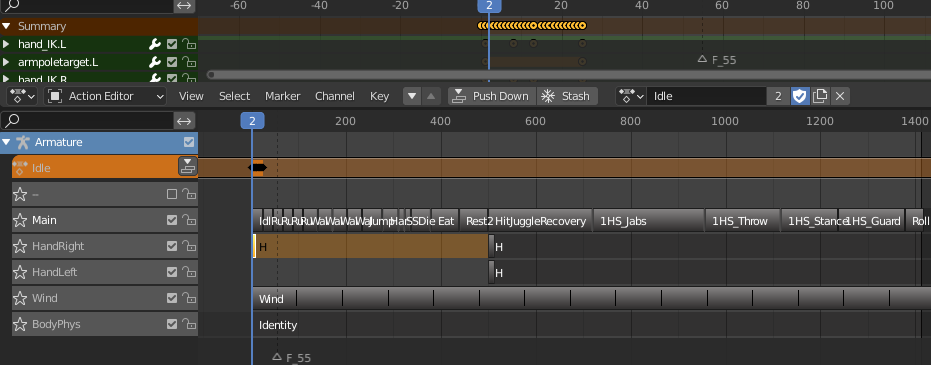 -60 -40 -20 2 20 40 60 80 100
Summary
hand_IK.L
armpoletarget.L
F_55
hand_IK.R
Action Editor View Select Marker Channel Key Push Down Stash Idle 2
2 200 400 600 800 1000 1200 1400
Armature
Idle
–
Main Jump SSDie Eat Rest2 HitJuggleRecovery 1HS_Jabs 1HS_Throw 1HS_Stance 1HS_Guard Roll
HandRight H H
HandLeft H
Wind Wind
BodyPhys Identity
F_55